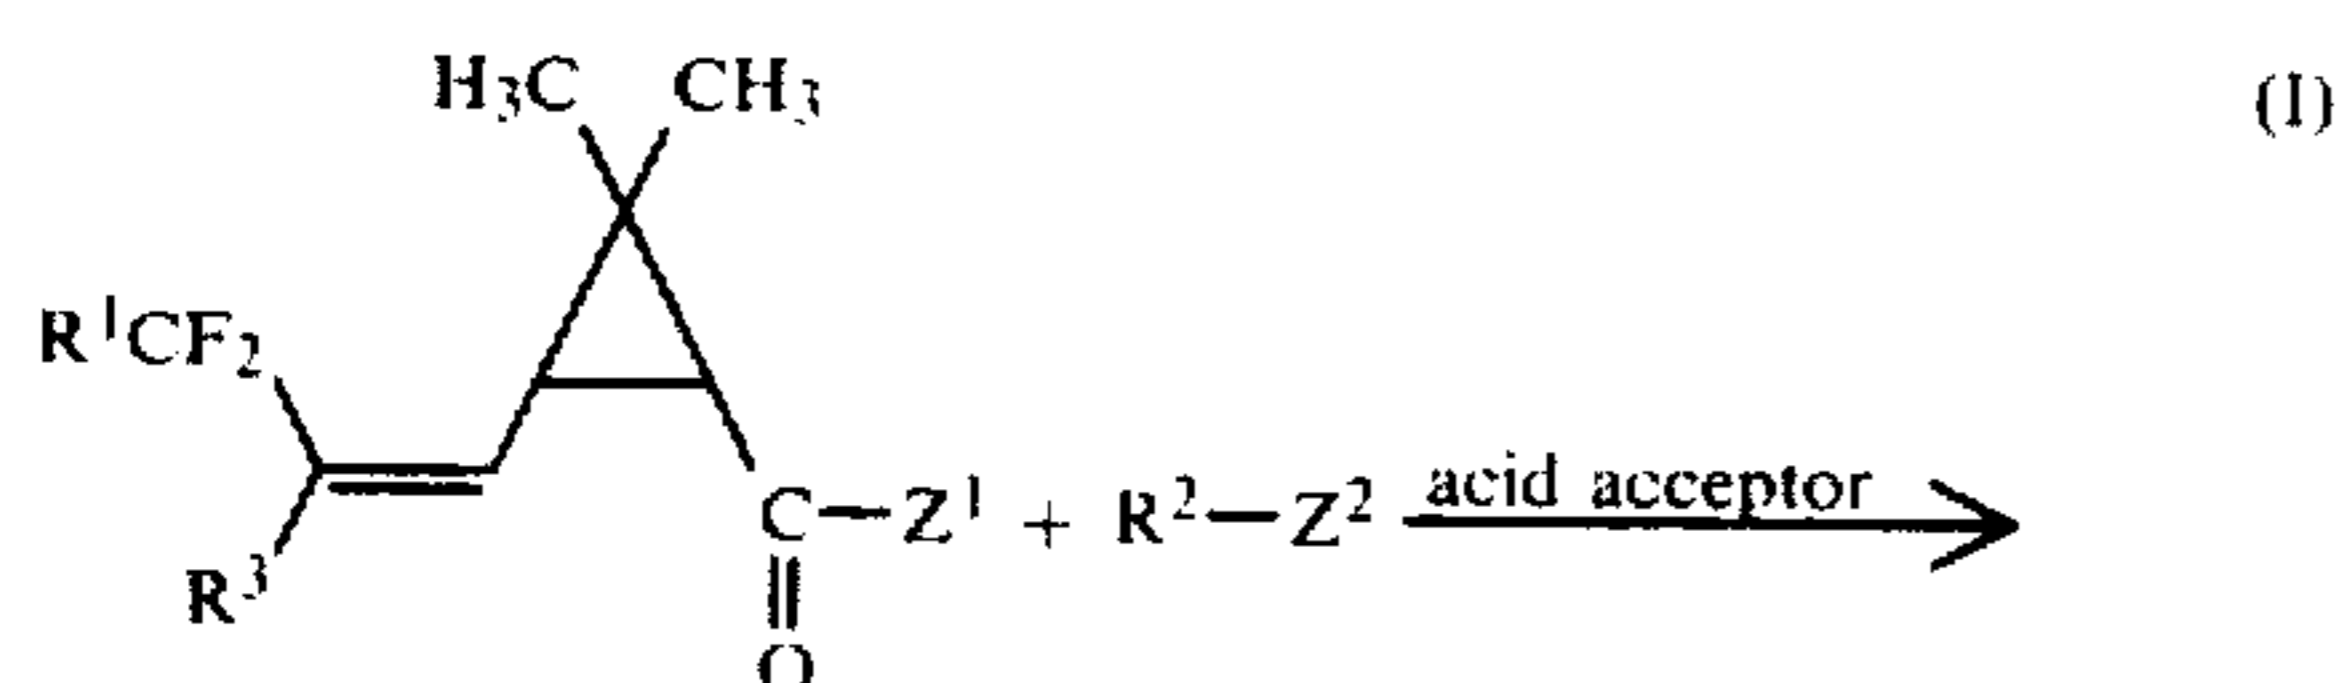 H₃C CH₃ (I)
R¹CF₂
acid acceptor
C—Z¹ + R²—Z²
R³
O